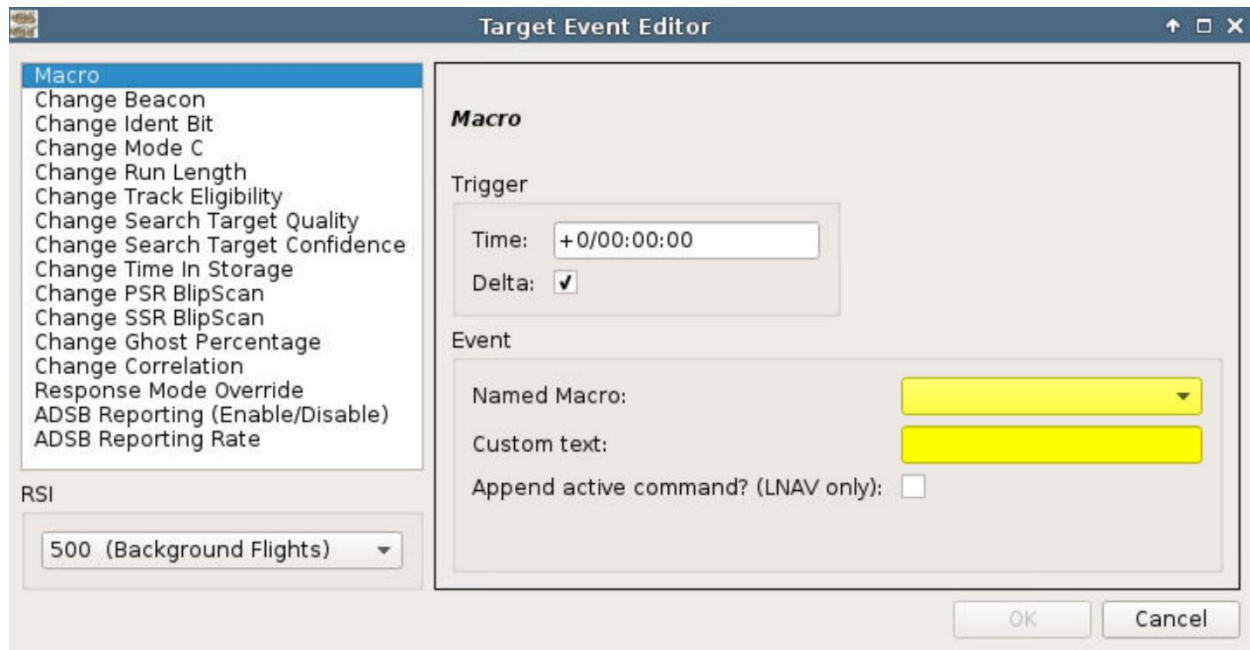 Target Event Editor
Macro
Change Beacon
Change Ident Bit
Change Mode C
Change Run Length
Change Track Eligibility
Change Search Target Quality
Change Search Target Confidence
Change Time In Storage
Change PSR BlipScan
Change SSR BlipScan
Change Ghost Percentage
Change Correlation
Response Mode Override
ADSB Reporting (Enable/Disable)
ADSB Reporting Rate
RSI
500 (Background Flights)
Macro
Trigger
Time: +0/00:00:00
Delta:
Event
Named Macro:
Custom text:
Append active command? (LNAV only):
OK Cancel